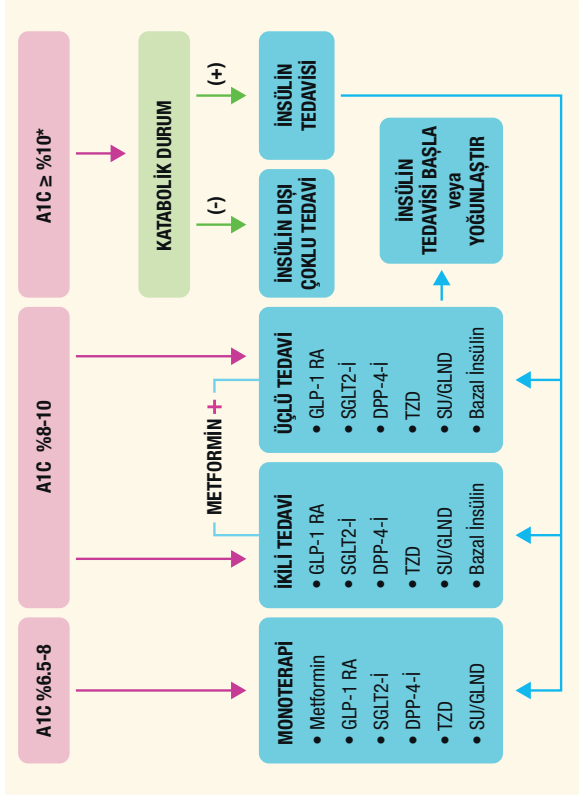 A1C %6.5-8
A1C %8-10
A1C ≥ %10*
METFORMİN +
KATABOLİK DURUM
(-)
(+)
MONOTERAPİ
• Metformin
• GLP-1 RA
• SGLT2-İ
• DPP-4-İ
• TZD
• SU/GLND
İKİLİ TEDAVİ
• GLP-1 RA
• SGLT2-İ
• DPP-4-İ
• TZD
• SU/GLND
• Bazal İnsülin
ÜÇLÜ TEDAVİ
• GLP-1 RA
• SGLT2-İ
• DPP-4-İ
• TZD
• SU/GLND
• Bazal İnsülin
İNSÜLİN DIŞI
ÇOKLU TEDAVİ
İNSÜLİN
TEDAVİSİ
İNSÜLİN
TEDAVİSİ BAŞLA
veya
YOĞUNLAŞTIR